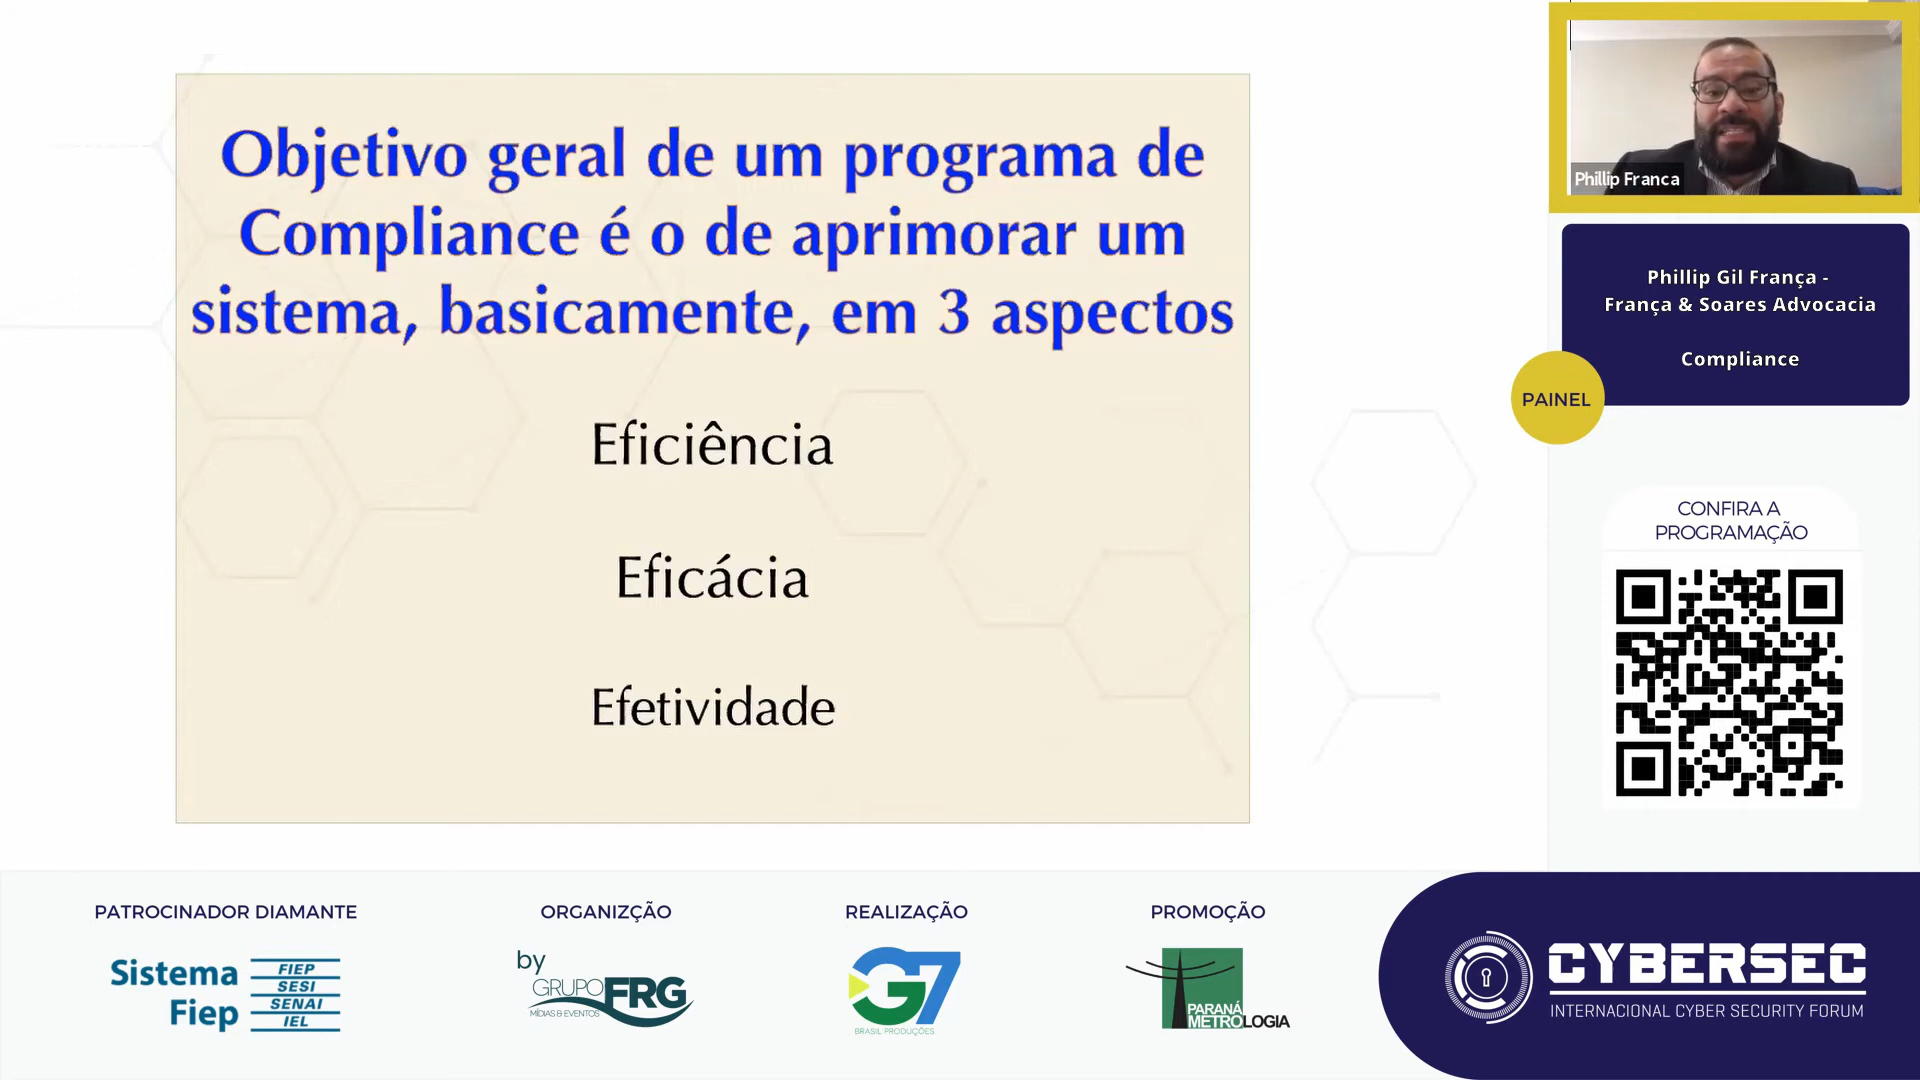 Objetivo geral de um programa de
Compliance é o de aprimorar um
sistema, basicamente, em 3 aspectos
Eficiência
Eficácia
Efetividade
Phillip Franca
Phillip Gil França -
França & Soares Advocacia
Compliance
PAINEL
CONFIRA A
PROGRAMAÇÃO
PATROCINADOR DIAMANTE
Sistema
Fiep
FIEP
SESI
SENAI
IEL
ORGANIZÇÃO
by
GRUPO FRG
MÍDIAS & EVENTOS
REALIZAÇÃO
G7
BRASIL PRODUÇÕES
PROMOÇÃO
PARANÁ
METROLOGIA
CYBERSEC
INTERNACIONAL CYBER SECURITY FORUM